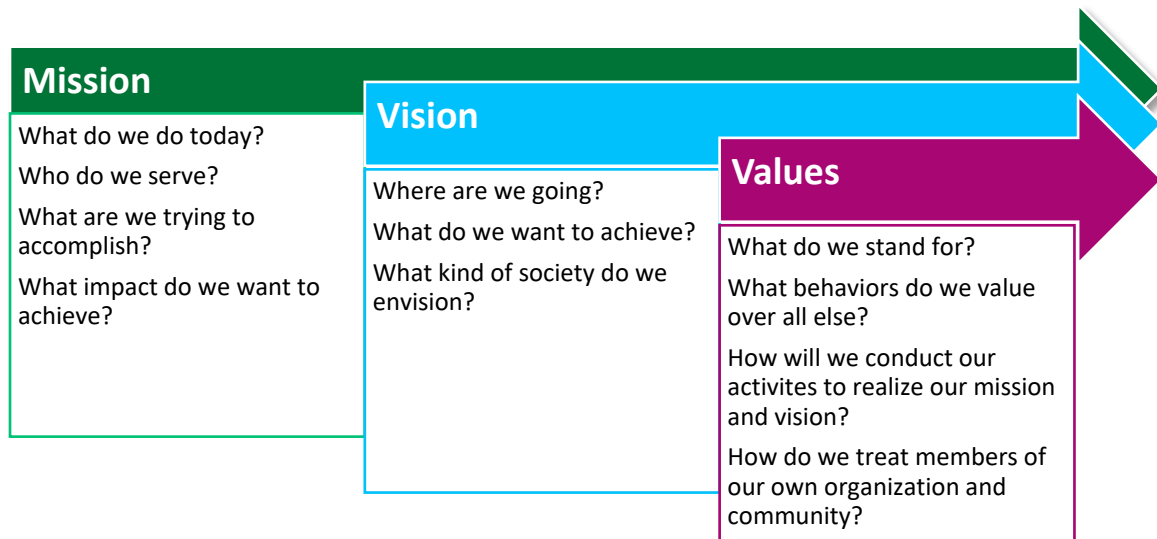 Mission
What do we do today?
Who do we serve?
What are we trying to
accomplish?
What impact do we want to
achieve?
Vision
Where are we going?
What do we want to achieve?
What kind of society do we
envision?
Values
What do we stand for?
What behaviors do we value
over all else?
How will we conduct our
activites to realize our mission
and vision?
How do we treat members of
our own organization and
community?